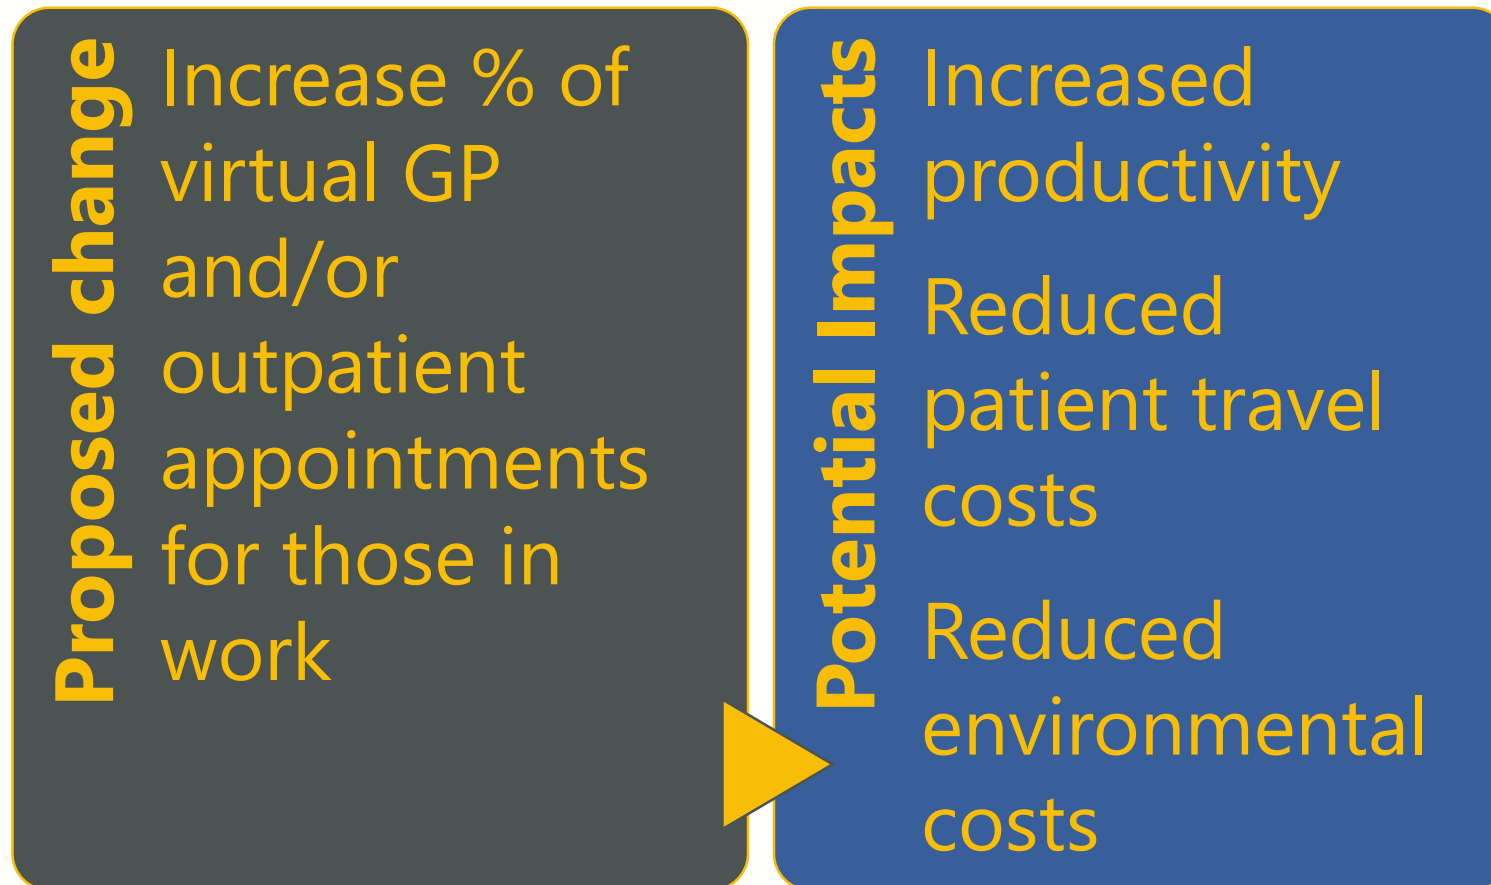 Proposed change
Increase % of
virtual GP
and/or
outpatient
appointments
for those in
work
Potential Impacts
Increased
productivity
Reduced
patient travel
costs
Reduced
environmental
costs